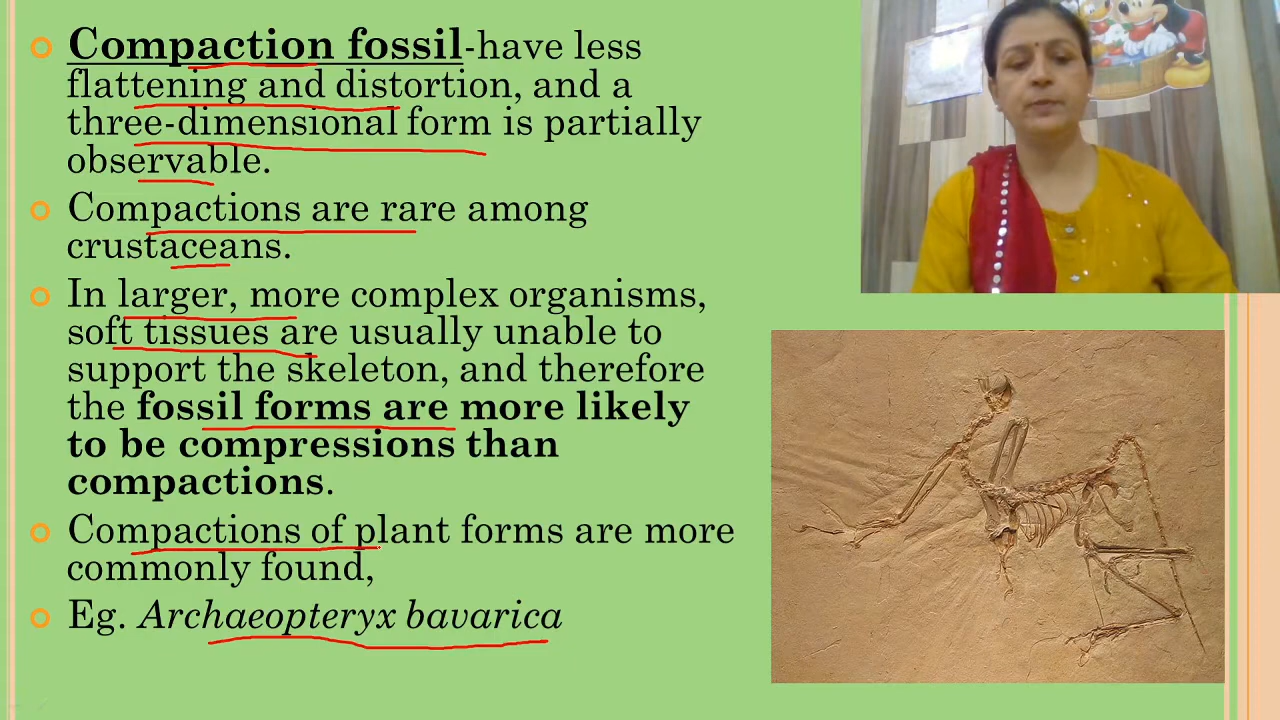 Compaction fossil-have less
flattening and distortion, and a
three-dimensional form is partially
observable.
Compactions are rare among
crustaceans.
In larger, more complex organisms,
soft tissues are usually unable to
support the skeleton, and therefore
the fossil forms are more likely
to be compressions than
compactions.
Compactions of plant forms are more
commonly found,
Eg. Archaeopteryx bavarica